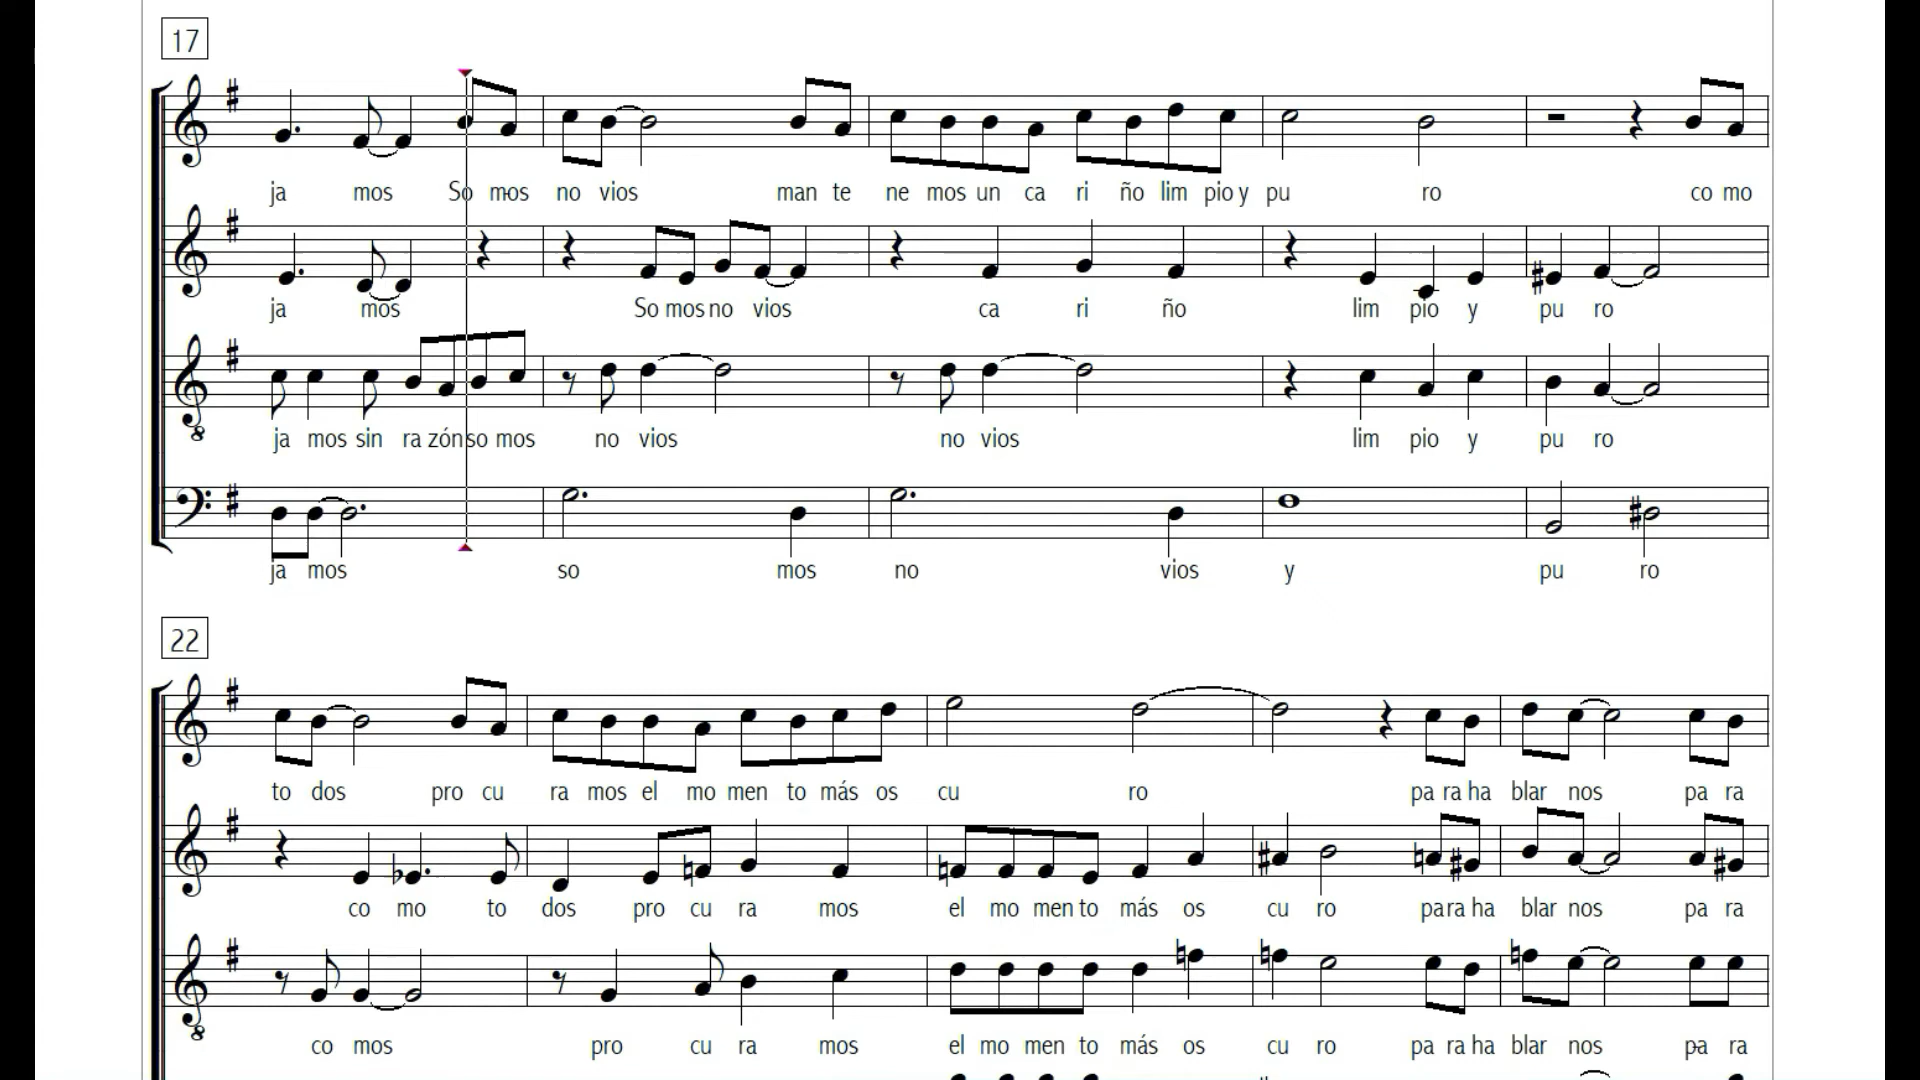 17
ja mos So mos no vios man te ne mos un ca ri ño lim pio y pu ro co mo
ja mos So mos no vios ca ri ño lim pio y pu ro
ja mos sin ra zón so mos no vios no vios lim pio y pu ro
ja mos so mos no vios y pu ro
22
to dos pro cu ra mos el mo men to más os cu ro pa ra ha blar nos pa ra
co mo to dos pro cu ra mos el mo men to más os cu ro pa ra ha blar nos pa ra
co mos pro cu ra mos el mo men to más os cu ro pa ra ha blar nos pa ra